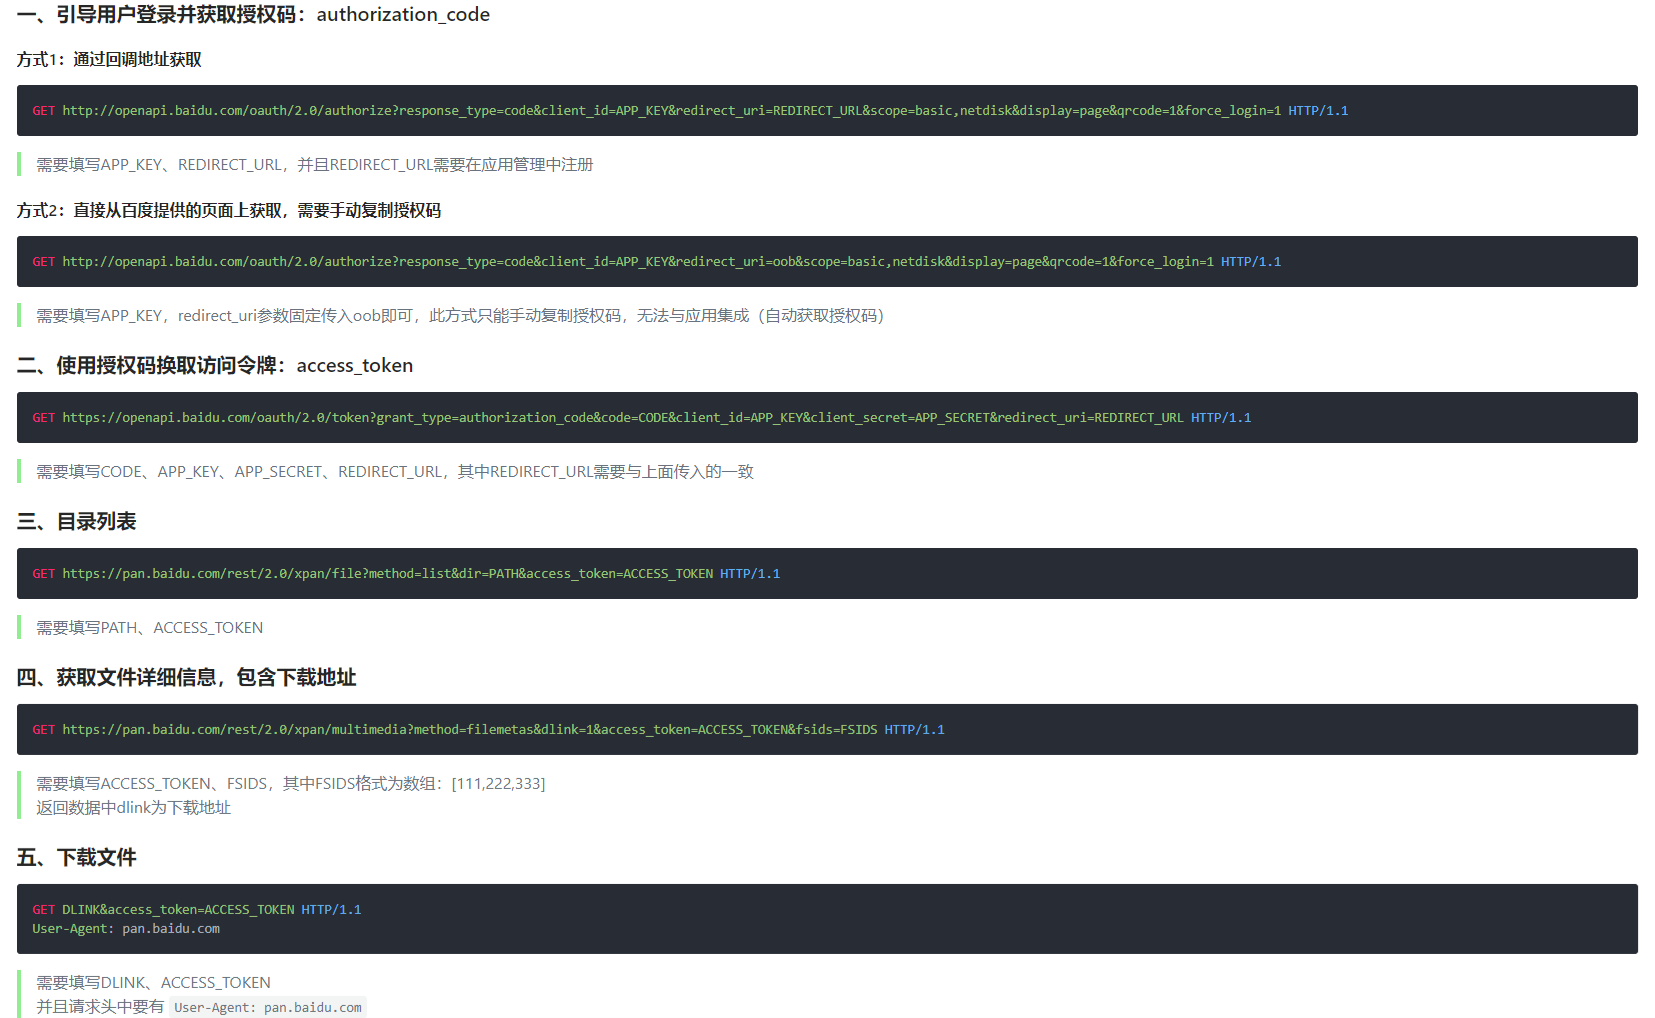 一、引导用户登录并获取授权码：authorization_code
方式1：通过回调地址获取
GET http://openapi.baidu.com/oauth/2.0/authorize?response_type=code&client_id=APP_KEY&redirect_uri=REDIRECT_URL&scope=basic,netdisk&display=page&qrcode=1&force_login=1 HTTP/1.1
需要填写APP_KEY、REDIRECT_URL，并且REDIRECT_URL需要在应用管理中注册
方式2：直接从百度提供的页面上获取，需要手动复制授权码
GET http://openapi.baidu.com/oauth/2.0/authorize?response_type=code&client_id=APP_KEY&redirect_uri=oob&scope=basic,netdisk&display=page&qrcode=1&force_login=1 HTTP/1.1
需要填写APP_KEY，redirect_uri参数固定传入oob即可，此方式只能手动复制授权码，无法与应用集成（自动获取授权码）
二、使用授权码换取访问令牌：access_token
GET https://openapi.baidu.com/oauth/2.0/token?grant_type=authorization_code&code=CODE&client_id=APP_KEY&client_secret=APP_SECRET&redirect_uri=REDIRECT_URL HTTP/1.1
需要填写CODE、APP_KEY、APP_SECRET、REDIRECT_URL，其中REDIRECT_URL需要与上面传入的一致
三、目录列表
GET https://pan.baidu.com/rest/2.0/xpan/file?method=list&dir=PATH&access_token=ACCESS_TOKEN HTTP/1.1
需要填写PATH、ACCESS_TOKEN
四、获取文件详细信息，包含下载地址
GET https://pan.baidu.com/rest/2.0/xpan/multimedia?method=filemetas&dlink=1&access_token=ACCESS_TOKEN&fsids=FSIDS HTTP/1.1
需要填写ACCESS_TOKEN、FSIDS，其中FSIDS格式为数组：[111,222,333]
返回数据中dlink为下载地址
五、下载文件
GET DLINK&access_token=ACCESS_TOKEN HTTP/1.1
User-Agent: pan.baidu.com
需要填写DLINK、ACCESS_TOKEN
并且请求头中要有 User-Agent: pan.baidu.com